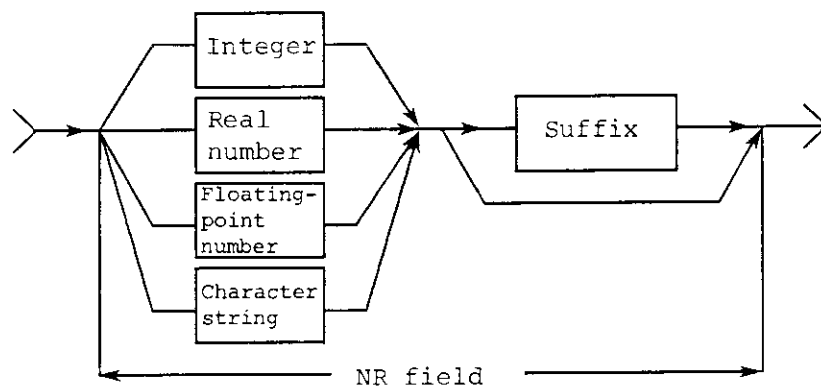 Integer
Real
number
Suffix
Floating-
point
number
Character
string
NR field